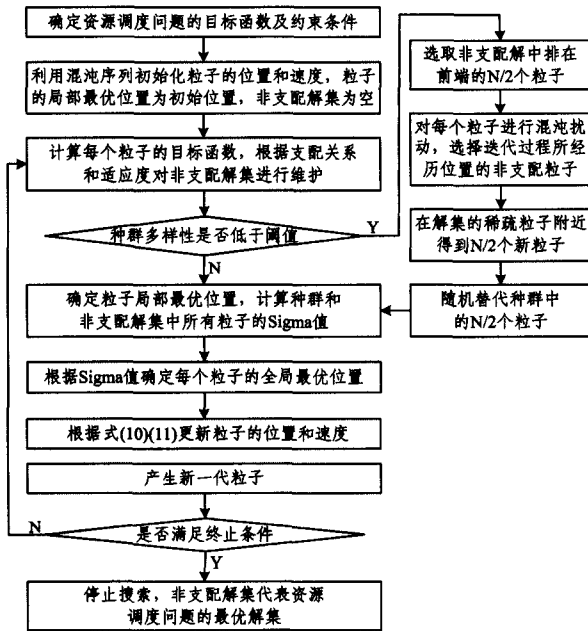 确定资源调度问题的目标函数及约束条件
利用混沌序列初始化粒子的位置和速度，粒子
的局部最优位置为初始位置，非支配解集为空
计算每个粒子的目标函数，根据支配关系
和适应度对非支配解集进行维护
种群多样性是否低于阈值
Y
N
选取非支配解中排在
前端的N/2个粒子
对每个粒子进行混沌扰
动，选择迭代过程所经
历位置的非支配粒子
在解集的稀疏粒子附近
得到N/2个新粒子
随机替代种群中
的N/2个粒子
确定粒子局部最优位置，计算种群和
非支配解集中所有粒子的Sigma值
根据Sigma值确定每个粒子的全局最优位置
根据式(10)(11)更新粒子的位置和速度
产生新一代粒子
是否满足终止条件
N
Y
停止搜索，非支配解集代表资源
调度问题的最优解集